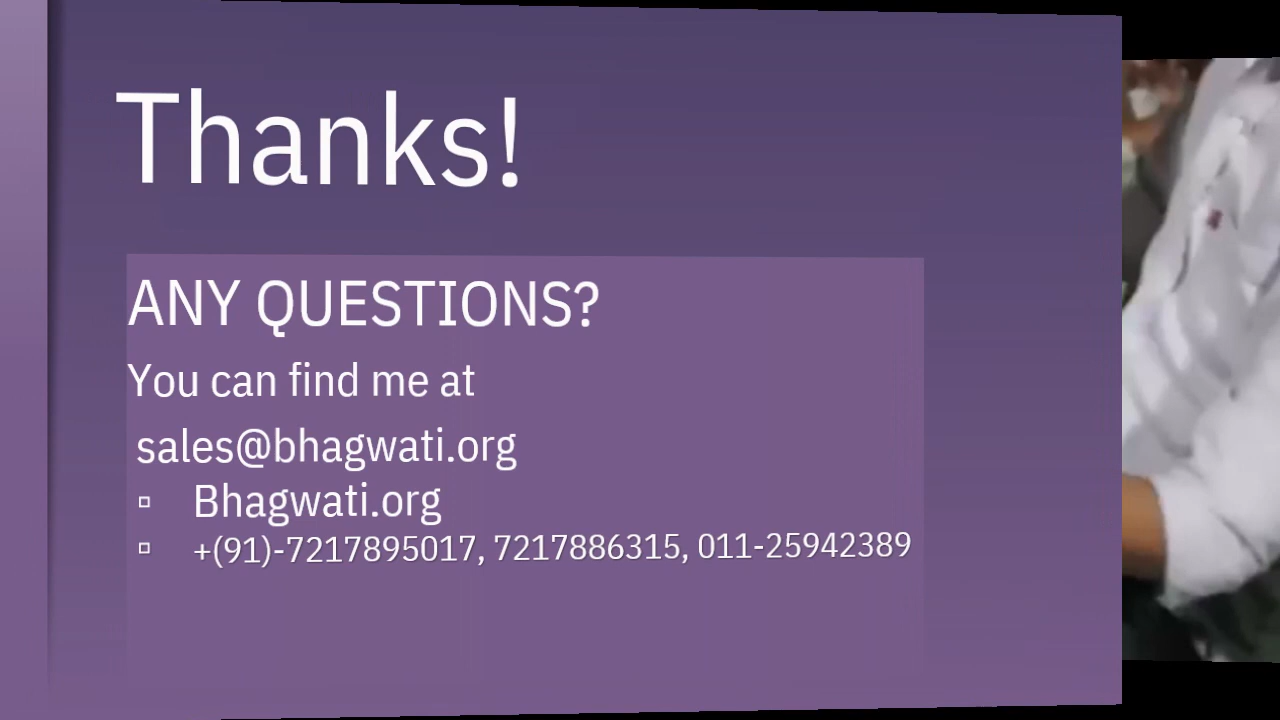 Thanks!
ANY QUESTIONS?
You can find me at
sales@bhagwati.org
▫ Bhagwati.org
▫ +(91)-7217895017, 7217886315, 011-25942389